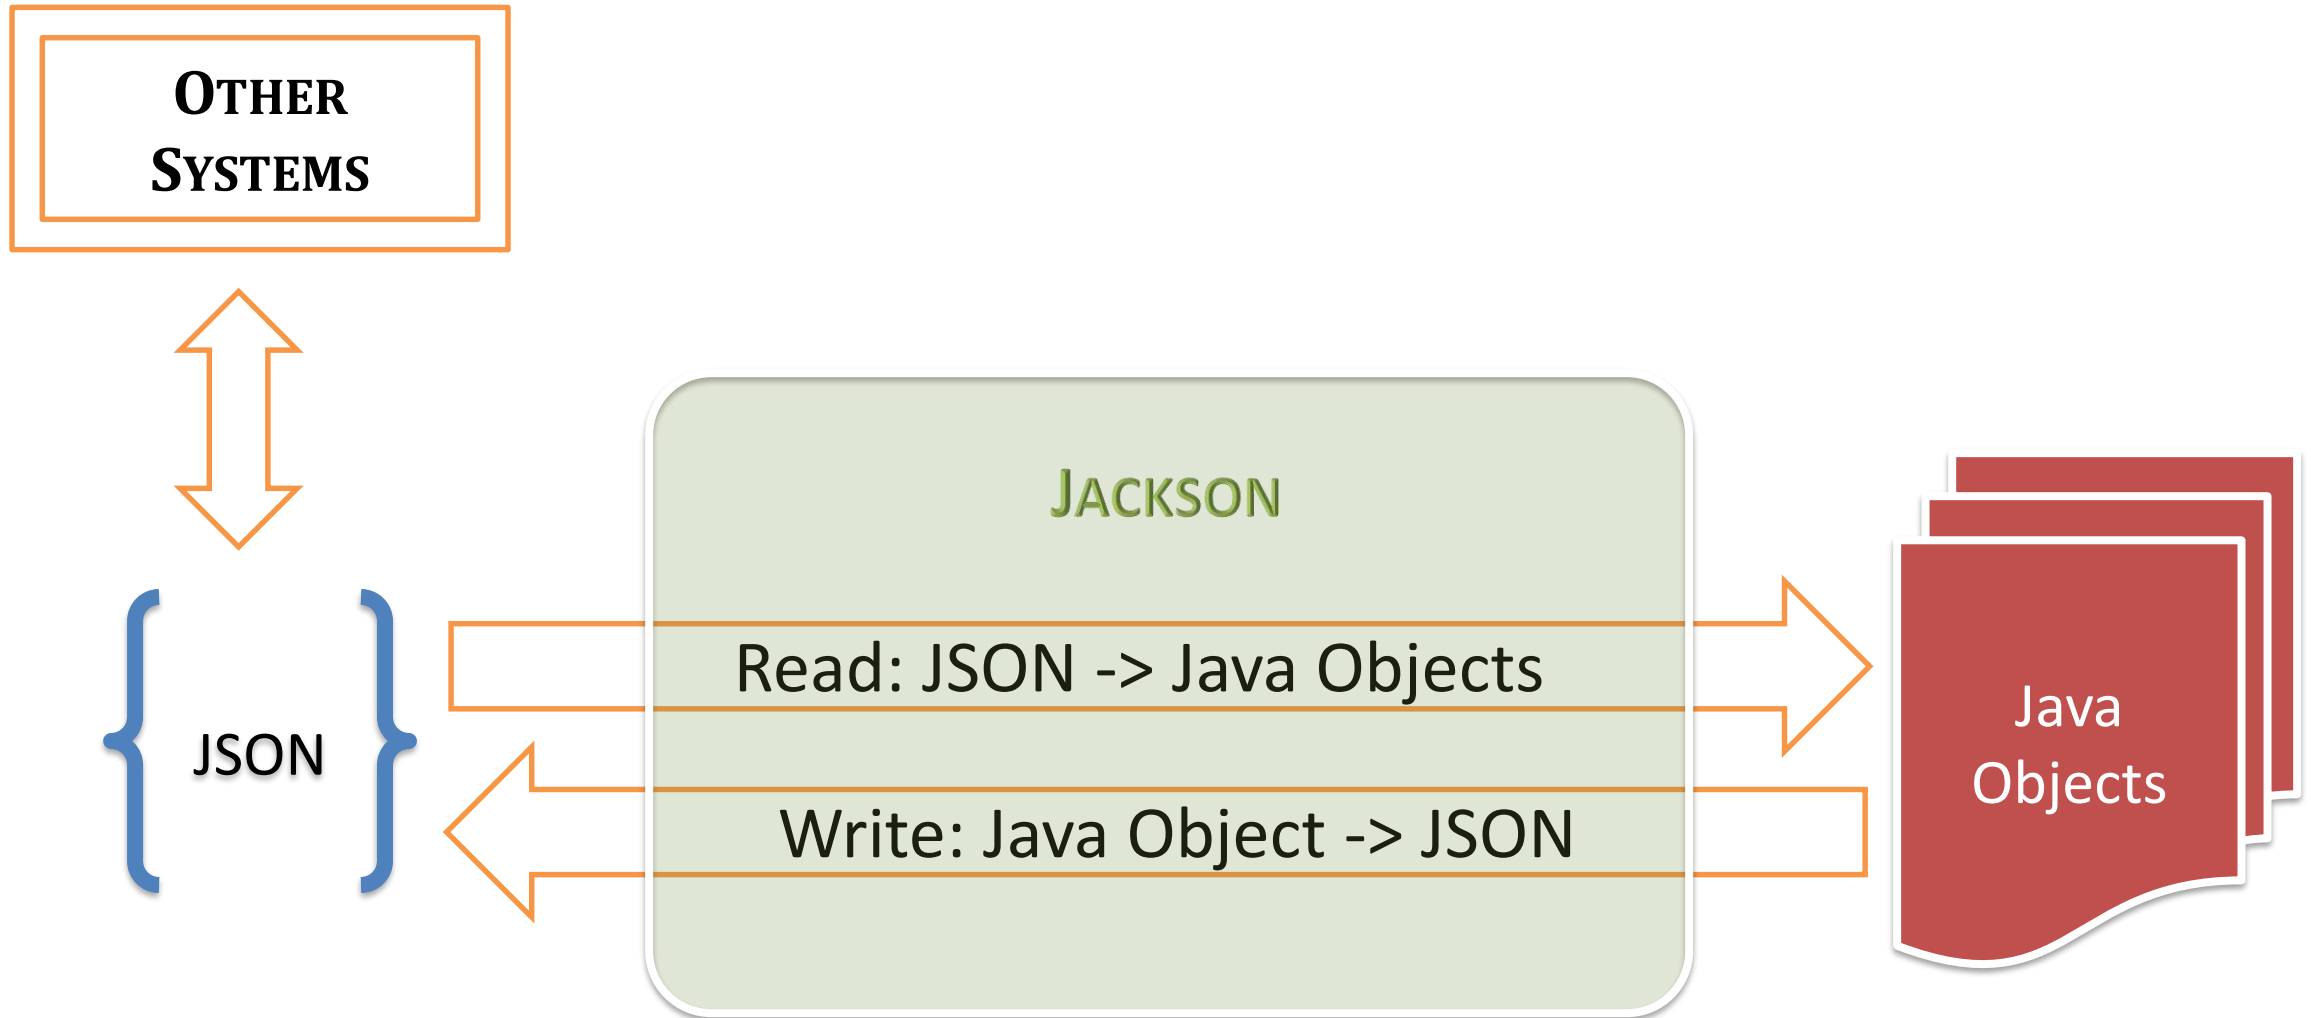 OTHER
SYSTEMS
JACKSON
Read: JSON -> Java Objects
JSON
Write: Java Object -> JSON
Java
Objects